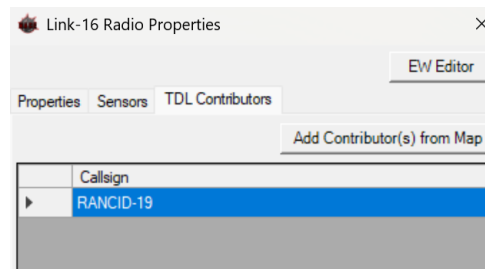 Link-16 Radio Properties
EW Editor
Properties Sensors TDL Contributors
Add Contributor(s) from Map
Callsign
RANCID-19